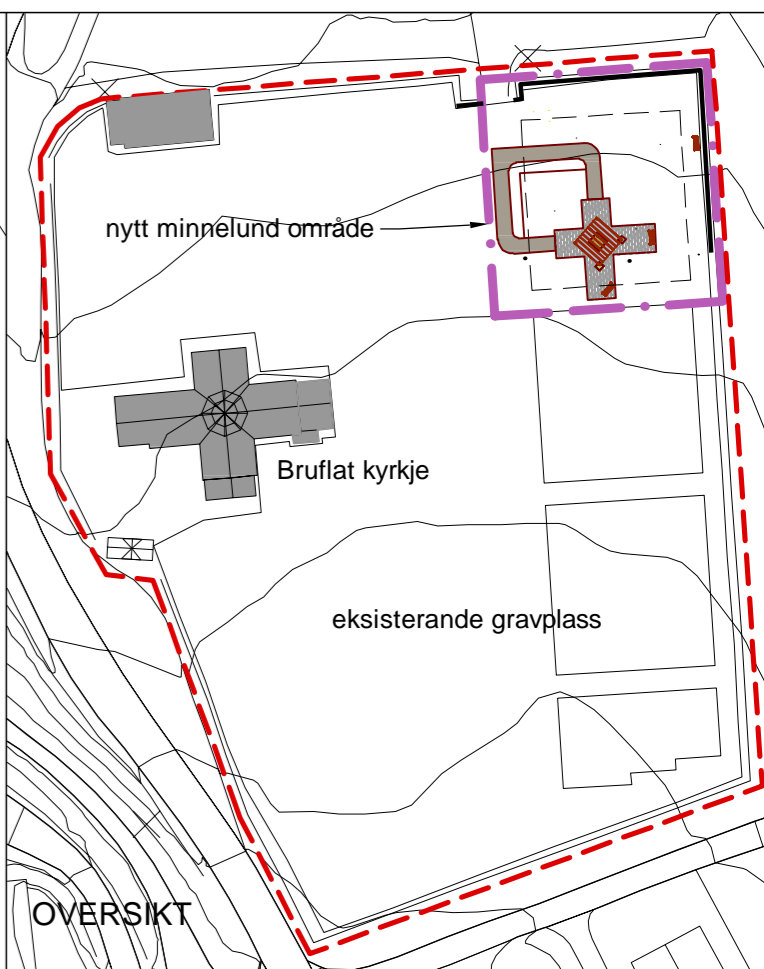 nytt minnelund område
Bruflat kyrkje
eksisterande gravplass
OVERSIKT